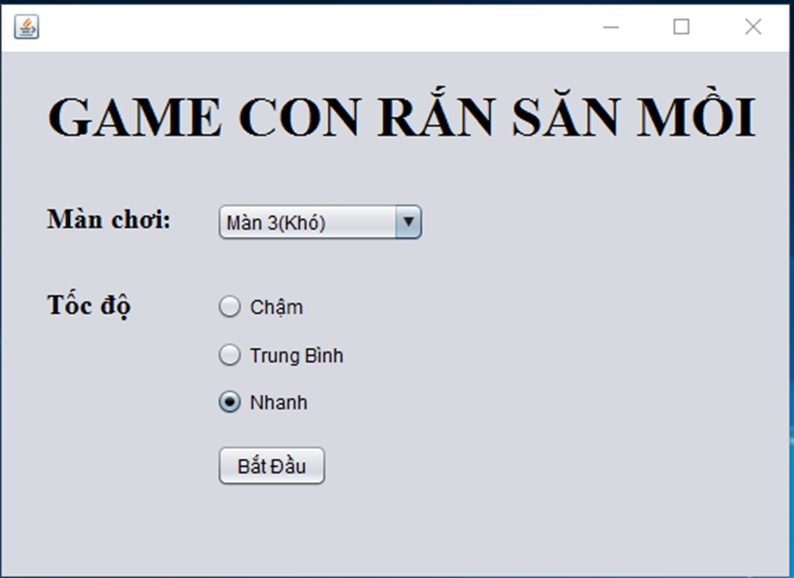 GAME CON RẮN SĂN MỒI
Màn chơi:
Màn 3(Khó)
Tốc độ
Chậm
Trung Bình
Nhanh
Bắt Đầu